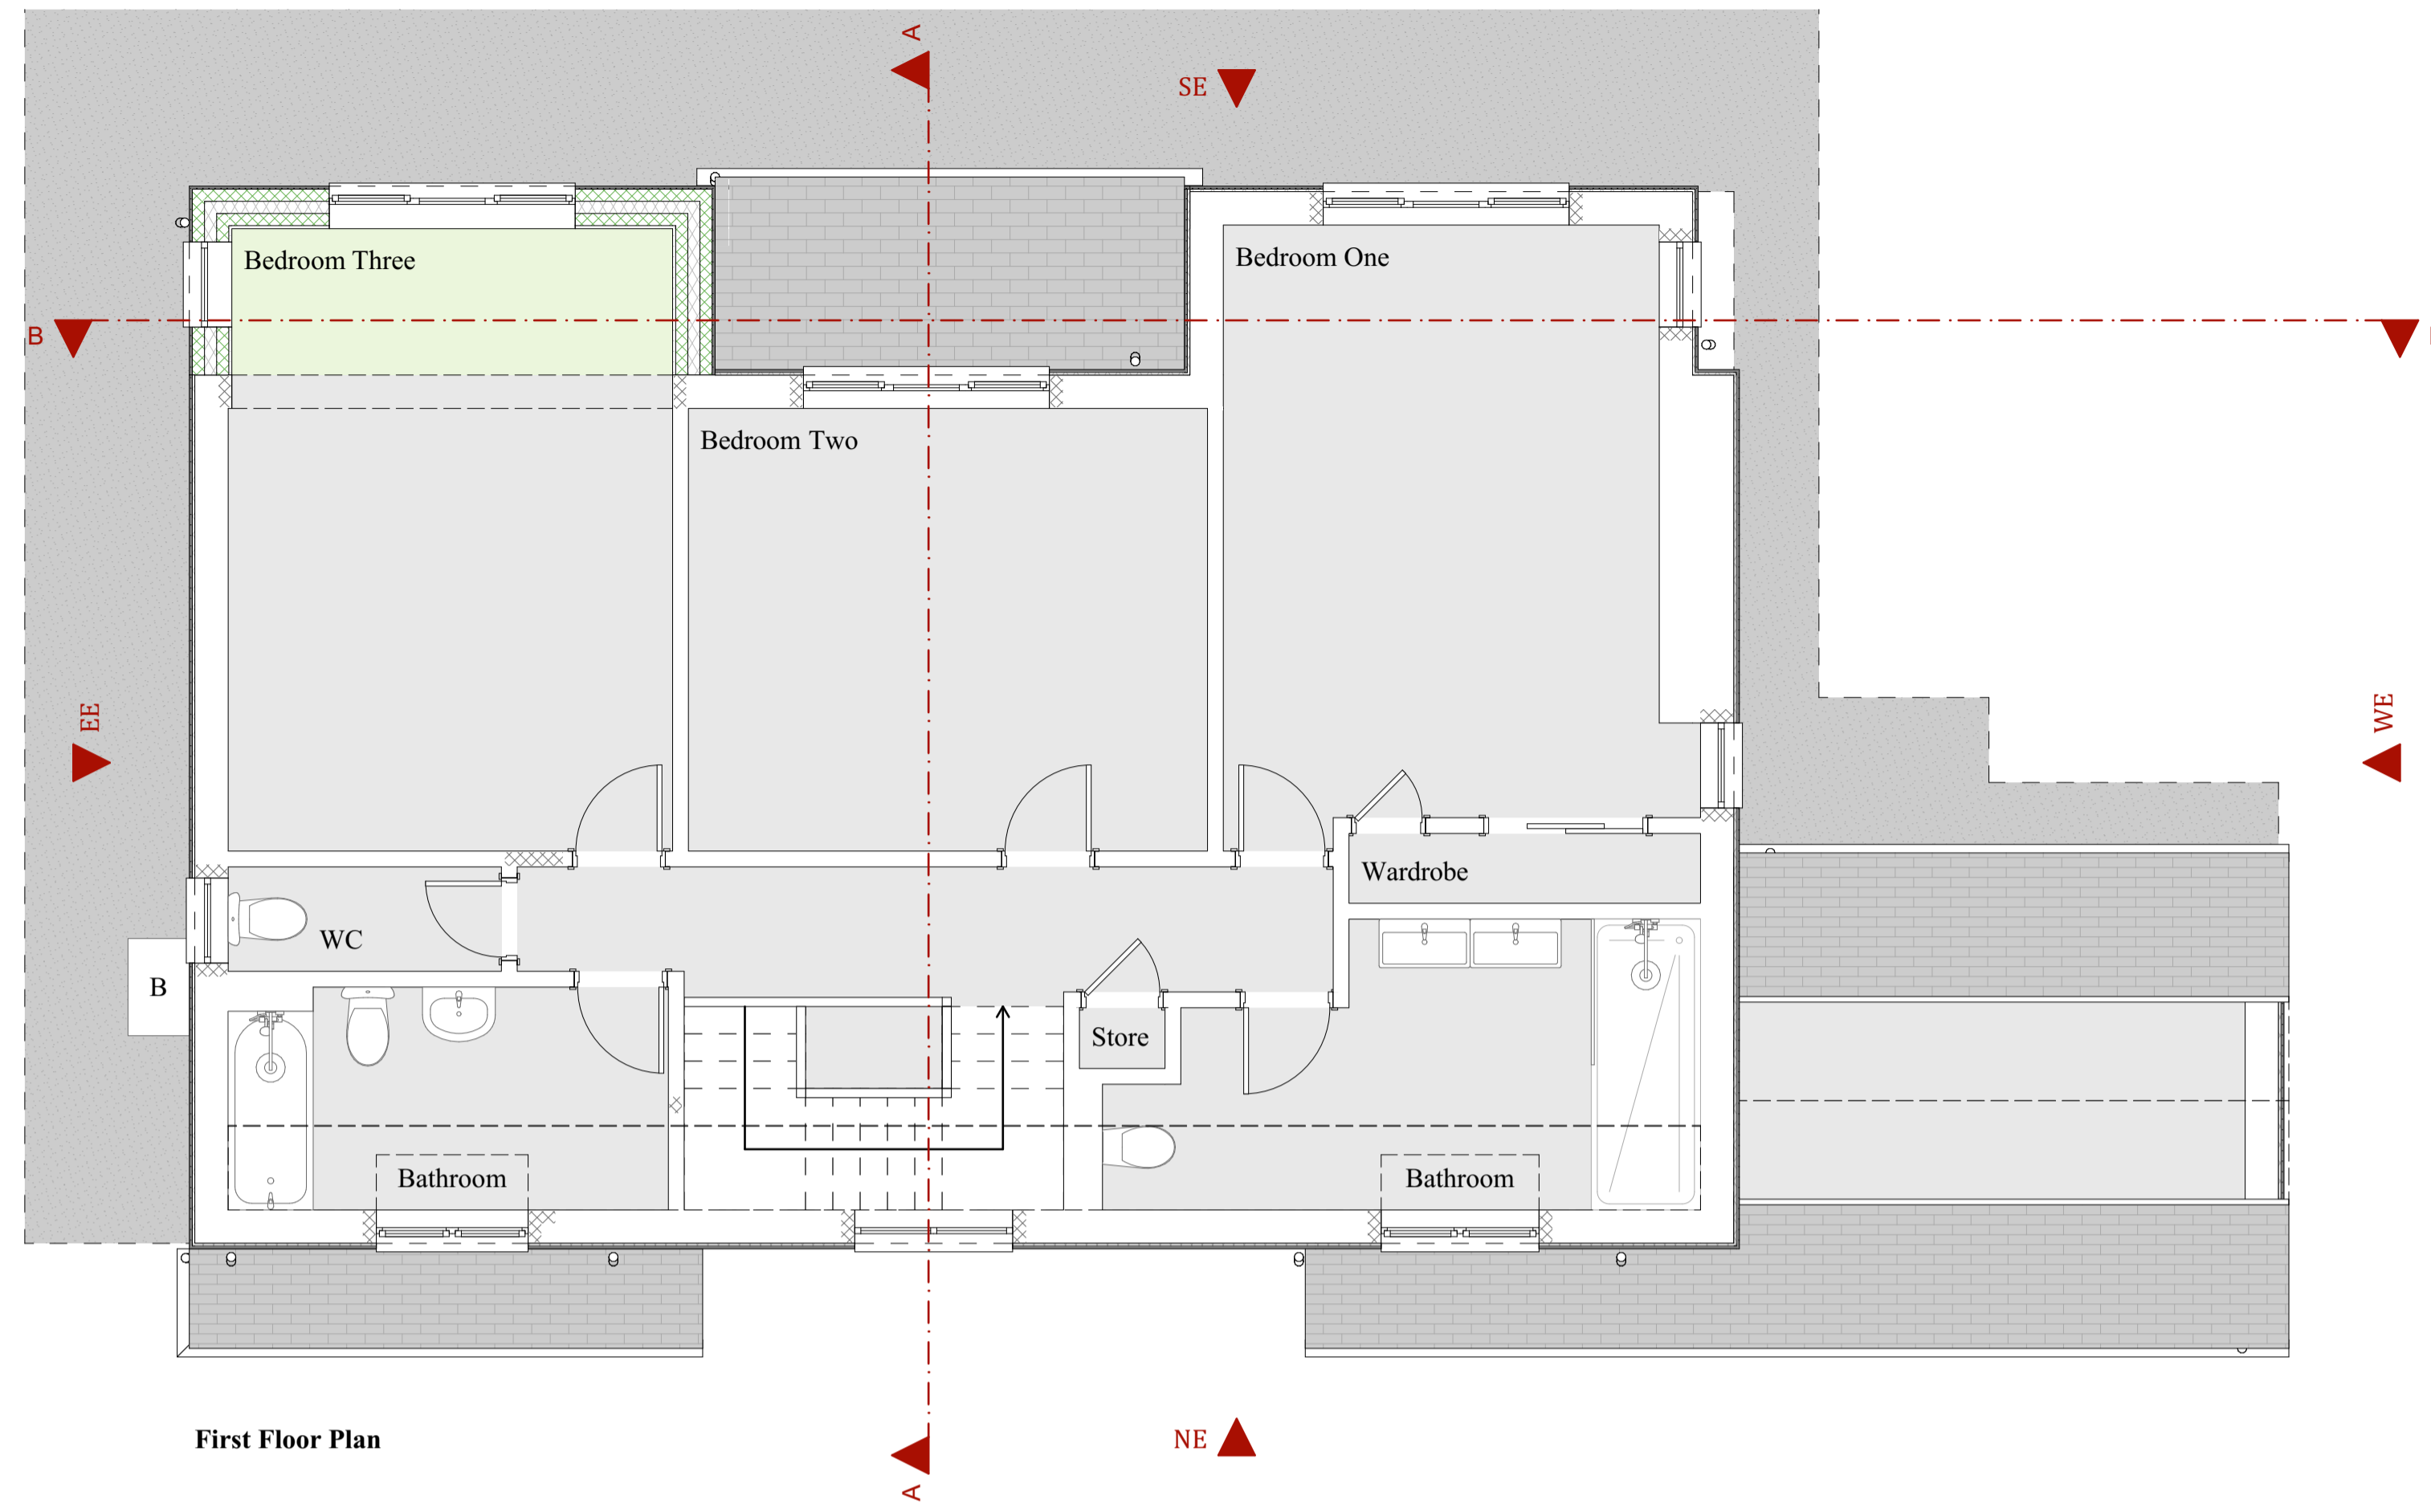 A
SE
Bedroom Three
Bedroom One
B
Bedroom Two
EE
WE
Wardrobe
WC
B
Store
Bathroom
Bathroom
First Floor Plan
NE
A